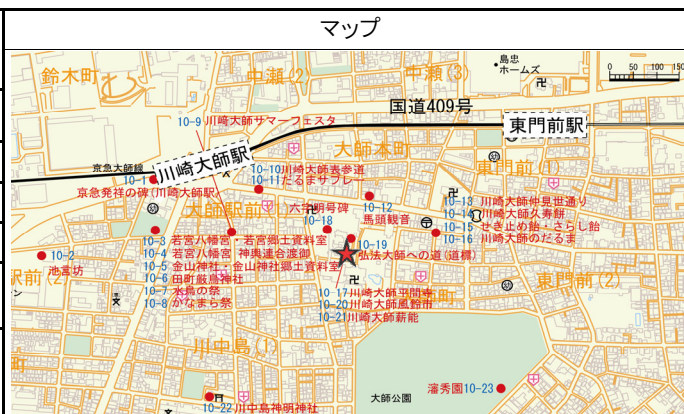 マップ
鈴木町
中瀬(2)
中瀬(3)
島忠
ホームズ
0 50 100 150
国道409号
10-9 川崎大師サマーフェスタ
東門前駅
大師本町
京急大師線
川崎大師駅
東門前(1)
10-1
京急発祥の碑(川崎大師駅)
10-10 川崎大師表参道
10-11 だるまサブレー
大師駅前(1)
六字名号碑
10-18
10-12
馬頭観音
10-13 川崎大師仲見世通り
10-14 川崎大師久寿餅
10-15 せき止め飴・さらし飴
10-16 川崎大師のだるま
10-2
池富坊
駅前(2)
10-3 若宮八幡宮・若宮郷土資料室
10-4 若宮八幡宮 神輿連合渡御
10-5 金山神社・金山神社郷土資料室
10-6 田町厳島神社
10-7 水鳥の祭
10-8 かなまら祭
10-19
弘法大師への道(道標)
10-17 川崎大師平間寺
10-20 川崎大師風鈴市
10-21 川崎大師薪能
町
東門前(2)
川中島(1)
10-22 川中島神明神社
大師公園
瀋秀園 10-23
町